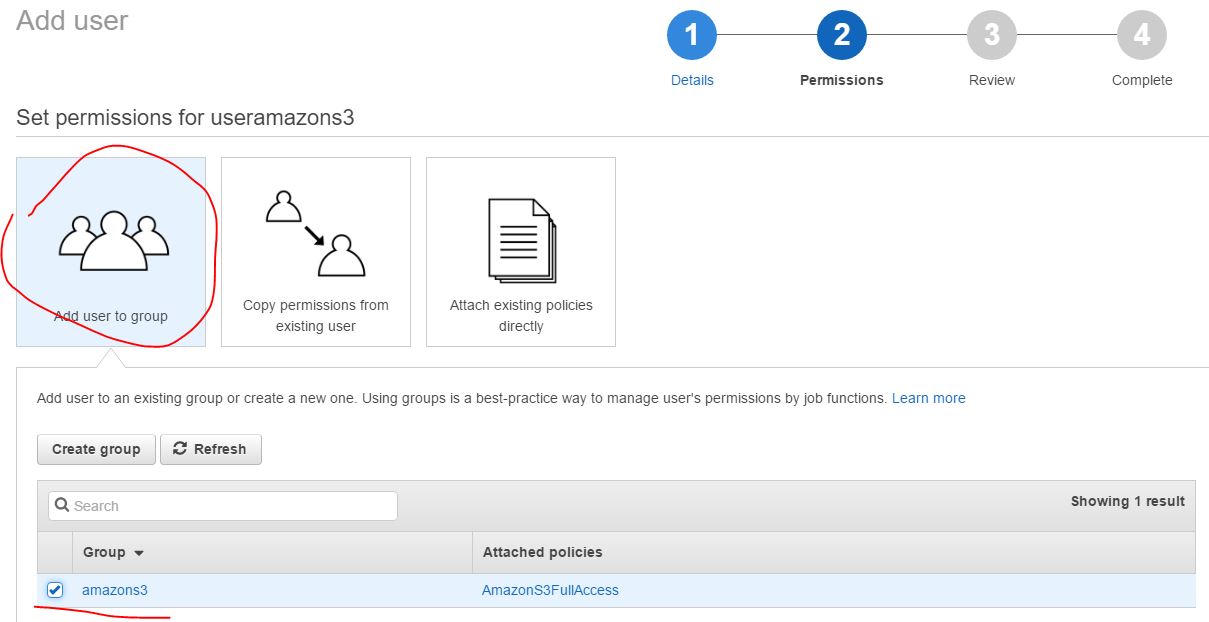 Add user
1 2 3 4
Details Permissions Review Complete
Set permissions for useramazons3
Add user to group
Copy permissions from
existing user
Attach existing policies
directly
Add user to an existing group or create a new one. Using groups is a best-practice way to manage user's permissions by job functions. Learn more
Create group Refresh
Search Showing 1 result
Group Attached policies
amazons3 AmazonS3FullAccess